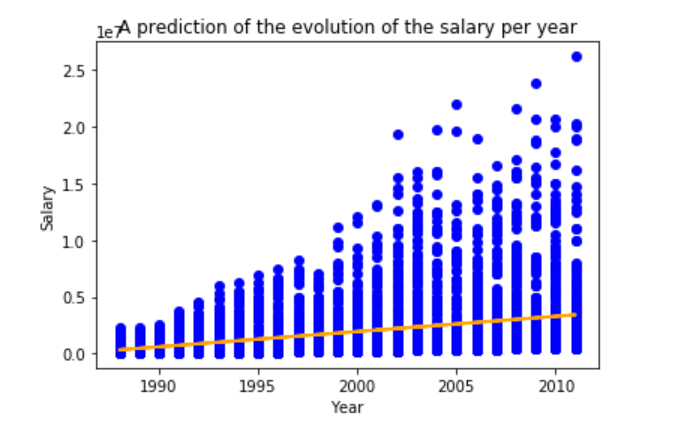 A prediction of the evolution of the salary per year
1e7
2.5
2.0
1.5
1.0
0.5
0.0
Salary
1990 1995 2000 2005 2010
Year